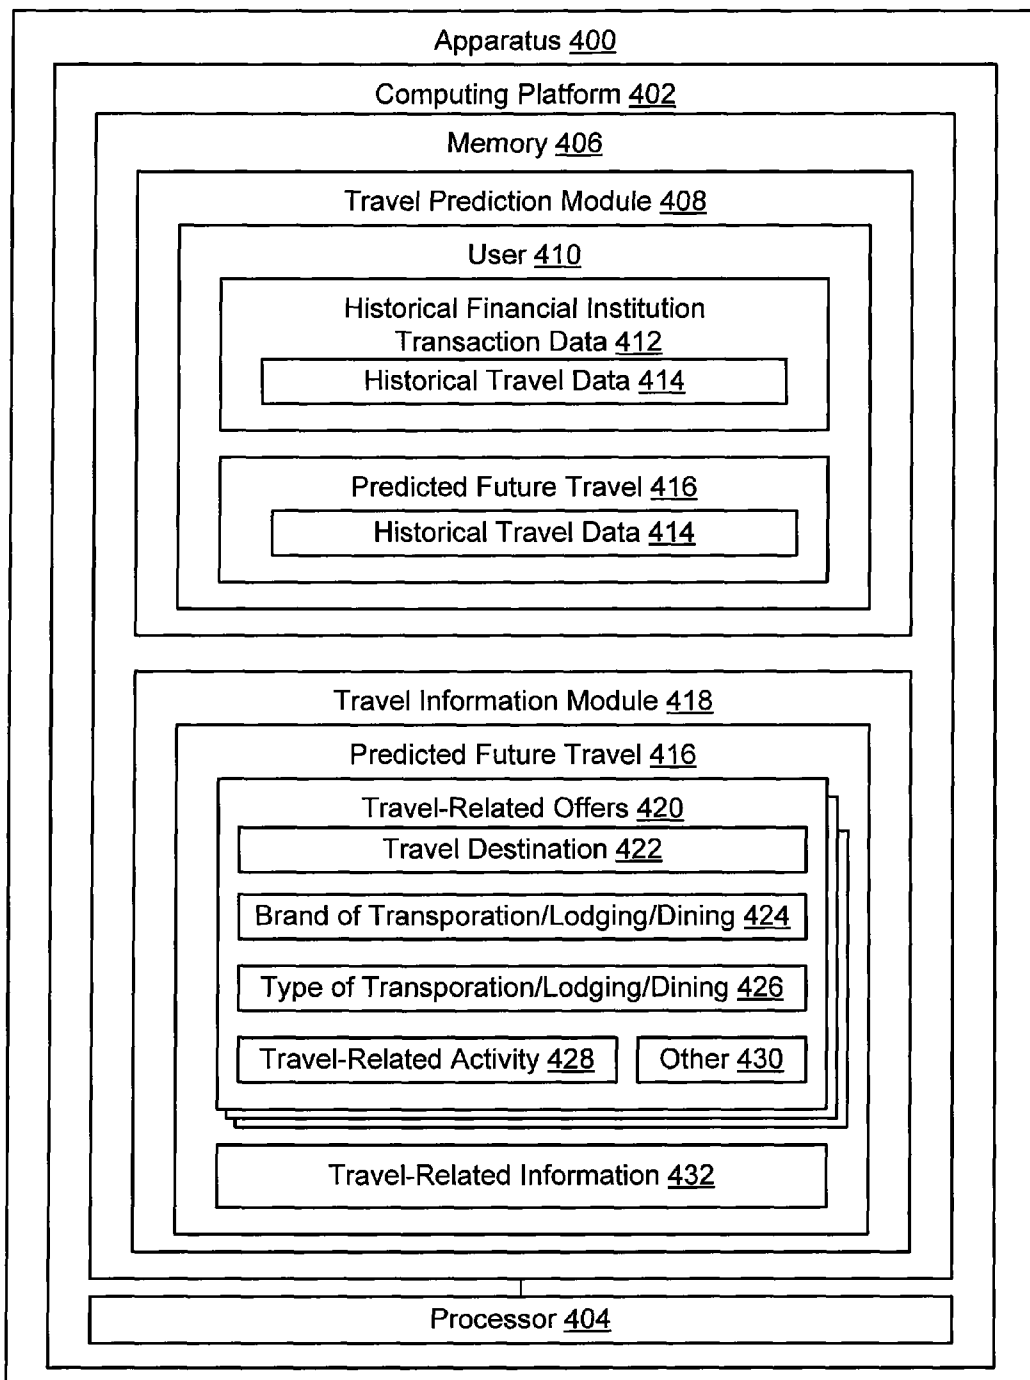 Apparatus 400
Computing Platform 402
Memory 406
Travel Prediction Module 408
User 410
Historical Financial Institution
Transaction Data 412
Historical Travel Data 414
Predicted Future Travel 416
Historical Travel Data 414
Travel Information Module 418
Predicted Future Travel 416
Travel-Related Offers 420
Travel Destination 422
Brand of Transporation/Lodging/Dining 424
Type of Transporation/Lodging/Dining 426
Travel-Related Activity 428
Other 430
Travel-Related Information 432
Processor 404